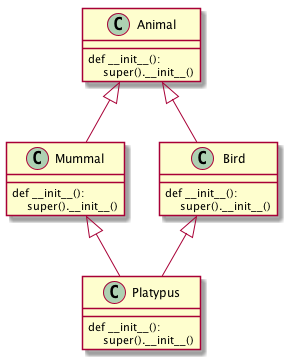 C Animal
def __init__():
super().__init__()
C Mummal
def __init__():
super().__init__()
C Bird
def __init__():
super().__init__()
C Platypus
def __init__():
super().__init__()